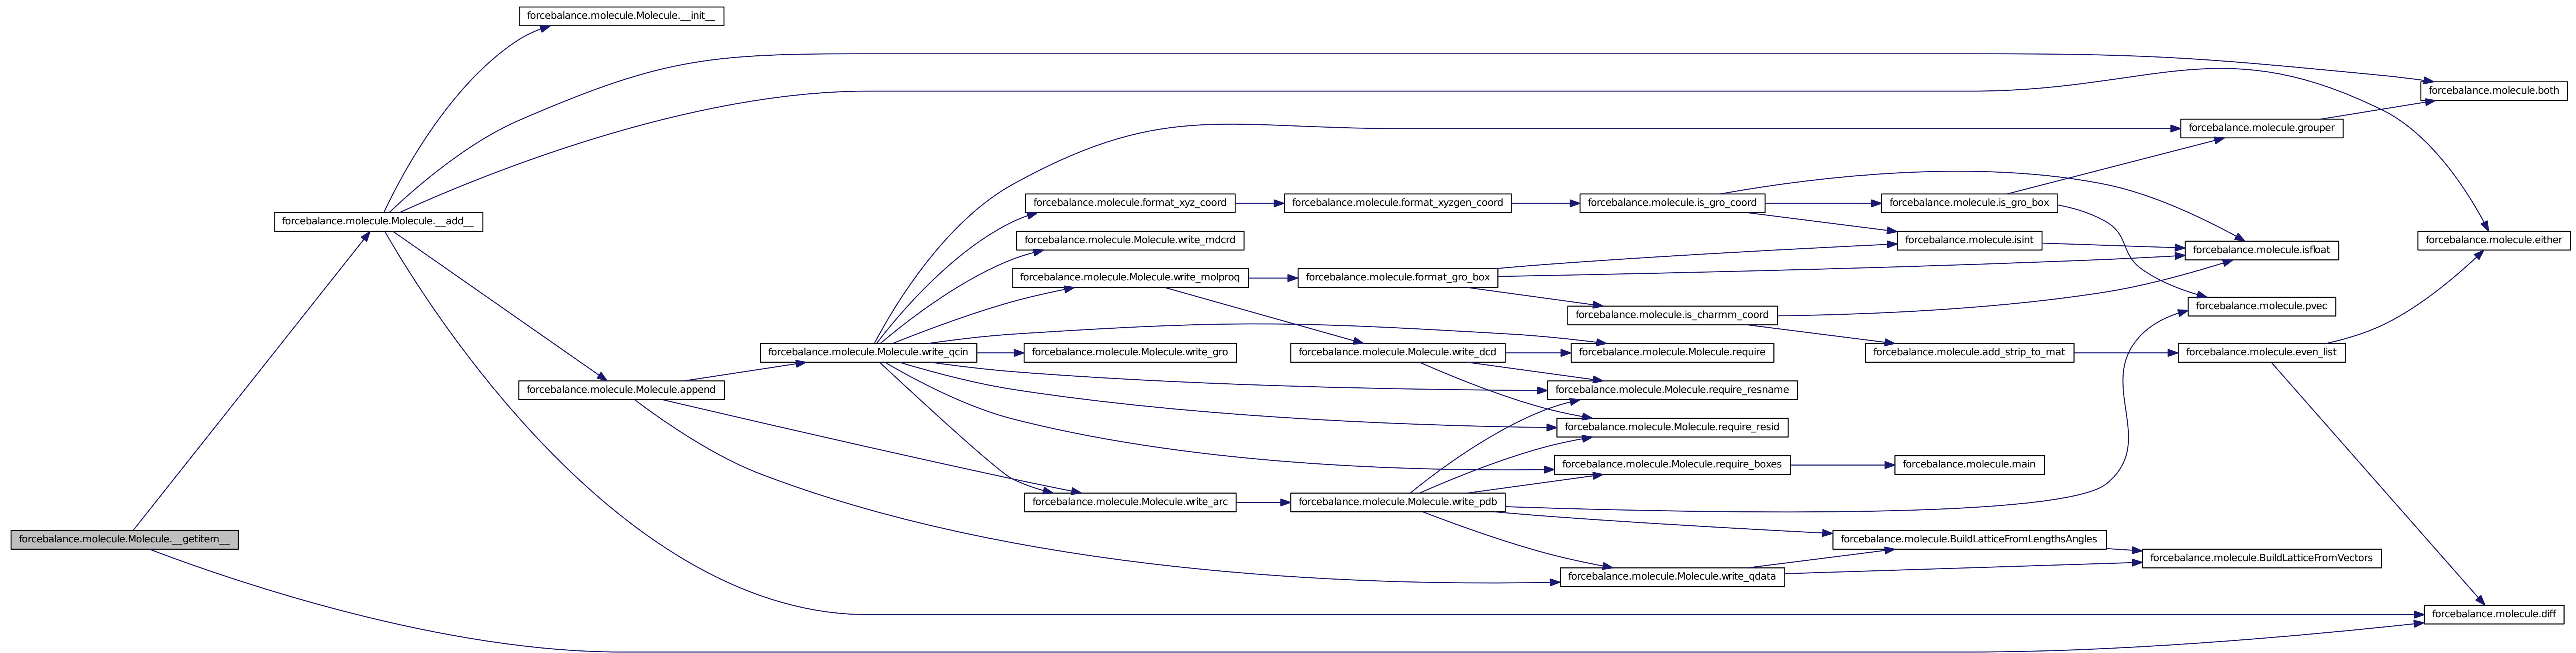 forcebalance.molecule.Molecule.__init__
forcebalance.molecule.both
forcebalance.molecule.grouper
forcebalance.molecule.format_xyz_coord
forcebalance.molecule.format_xyzgen_coord
forcebalance.molecule.is_gro_coord
forcebalance.molecule.is_gro_box
forcebalance.molecule.Molecule.__add__
forcebalance.molecule.Molecule.write_mdcrd
forcebalance.molecule.isint
forcebalance.molecule.either
forcebalance.molecule.isfloat
forcebalance.molecule.Molecule.write_molproq
forcebalance.molecule.format_gro_box
forcebalance.molecule.pvec
forcebalance.molecule.is_charmm_coord
forcebalance.molecule.Molecule.write_qcin
forcebalance.molecule.Molecule.write_gro
forcebalance.molecule.Molecule.write_dcd
forcebalance.molecule.Molecule.require
forcebalance.molecule.add_strip_to_mat
forcebalance.molecule.even_list
forcebalance.molecule.Molecule.append
forcebalance.molecule.Molecule.require_resname
forcebalance.molecule.Molecule.require_resid
forcebalance.molecule.Molecule.require_boxes
forcebalance.molecule.main
forcebalance.molecule.Molecule.write_arc
forcebalance.molecule.Molecule.write_pdb
forcebalance.molecule.Molecule.__getitem__
forcebalance.molecule.BuildLatticeFromLengthsAngles
forcebalance.molecule.BuildLatticeFromVectors
forcebalance.molecule.Molecule.write_qdata
forcebalance.molecule.diff